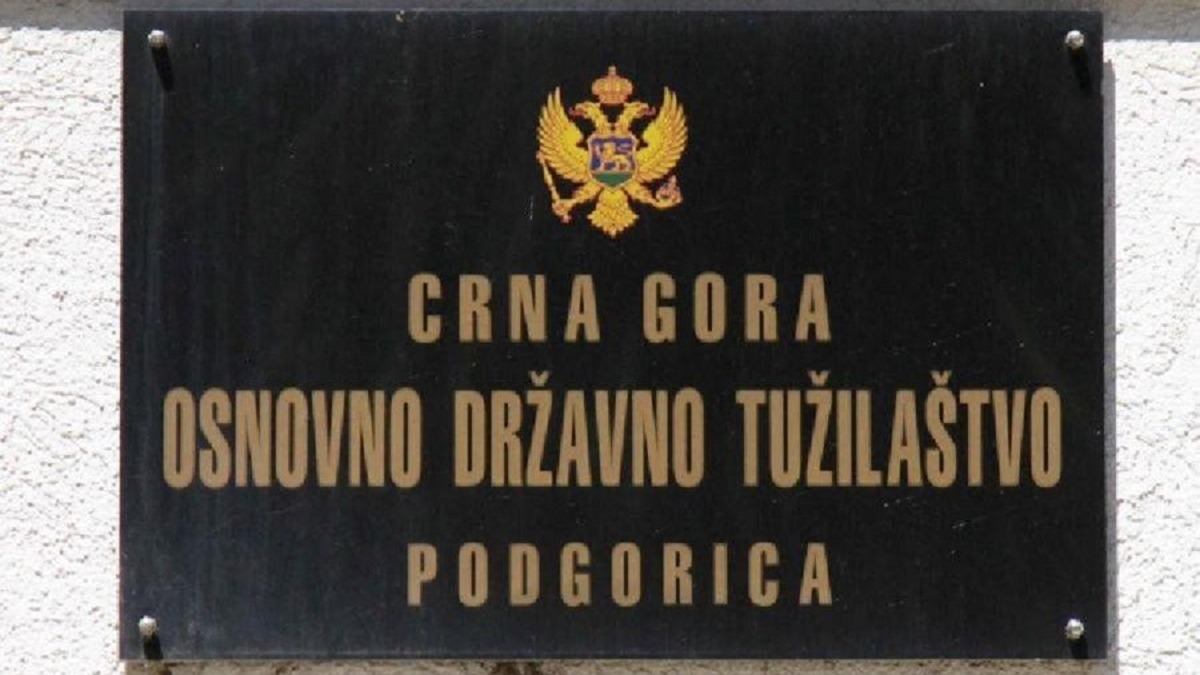 CRNA GORA
OSNOVNO DRŽAVNO TUŽILAŠTVO
PODGORICA